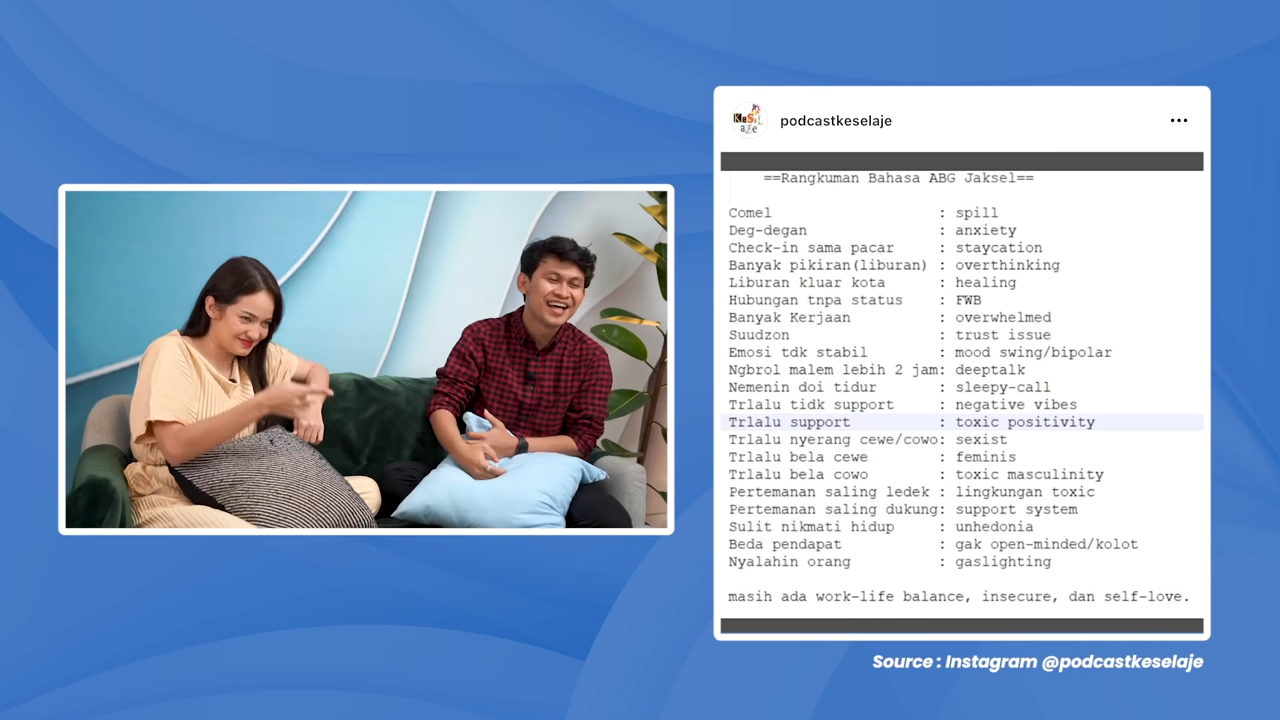 KeSeL
aje
podcastkeselaje
==Rangkuman Bahasa ABG Jaksel==
Comel : spill
Deg-degan : anxiety
Check-in sama pacar : staycation
Banyak pikiran(liburan) : overthinking
Liburan kluar kota : healing
Hubungan tnpa status : FWB
Banyak Kerjaan : overwhelmed
Suudzon : trust issue
Emosi tdk stabil : mood swing/bipolar
Ngbrol malem lebih 2 jam: deeptalk
Nemenin doi tidur : sleepy-call
Trlalu tidk support : negative vibes
Trlalu support : toxic positivity
Trlalu nyerang cewe/cowo: sexist
Trlalu bela cewe : feminis
Trlalu bela cowo : toxic masculinity
Pertemanan saling ledek : lingkungan toxic
Pertemanan saling dukung: support system
Sulit nikmati hidup : unhedonia
Beda pendapat : gak open-minded/kolot
Nyalahin orang : gaslighting
masih ada work-life balance, insecure, dan self-love.
Source : Instagram @podcastkeselaje